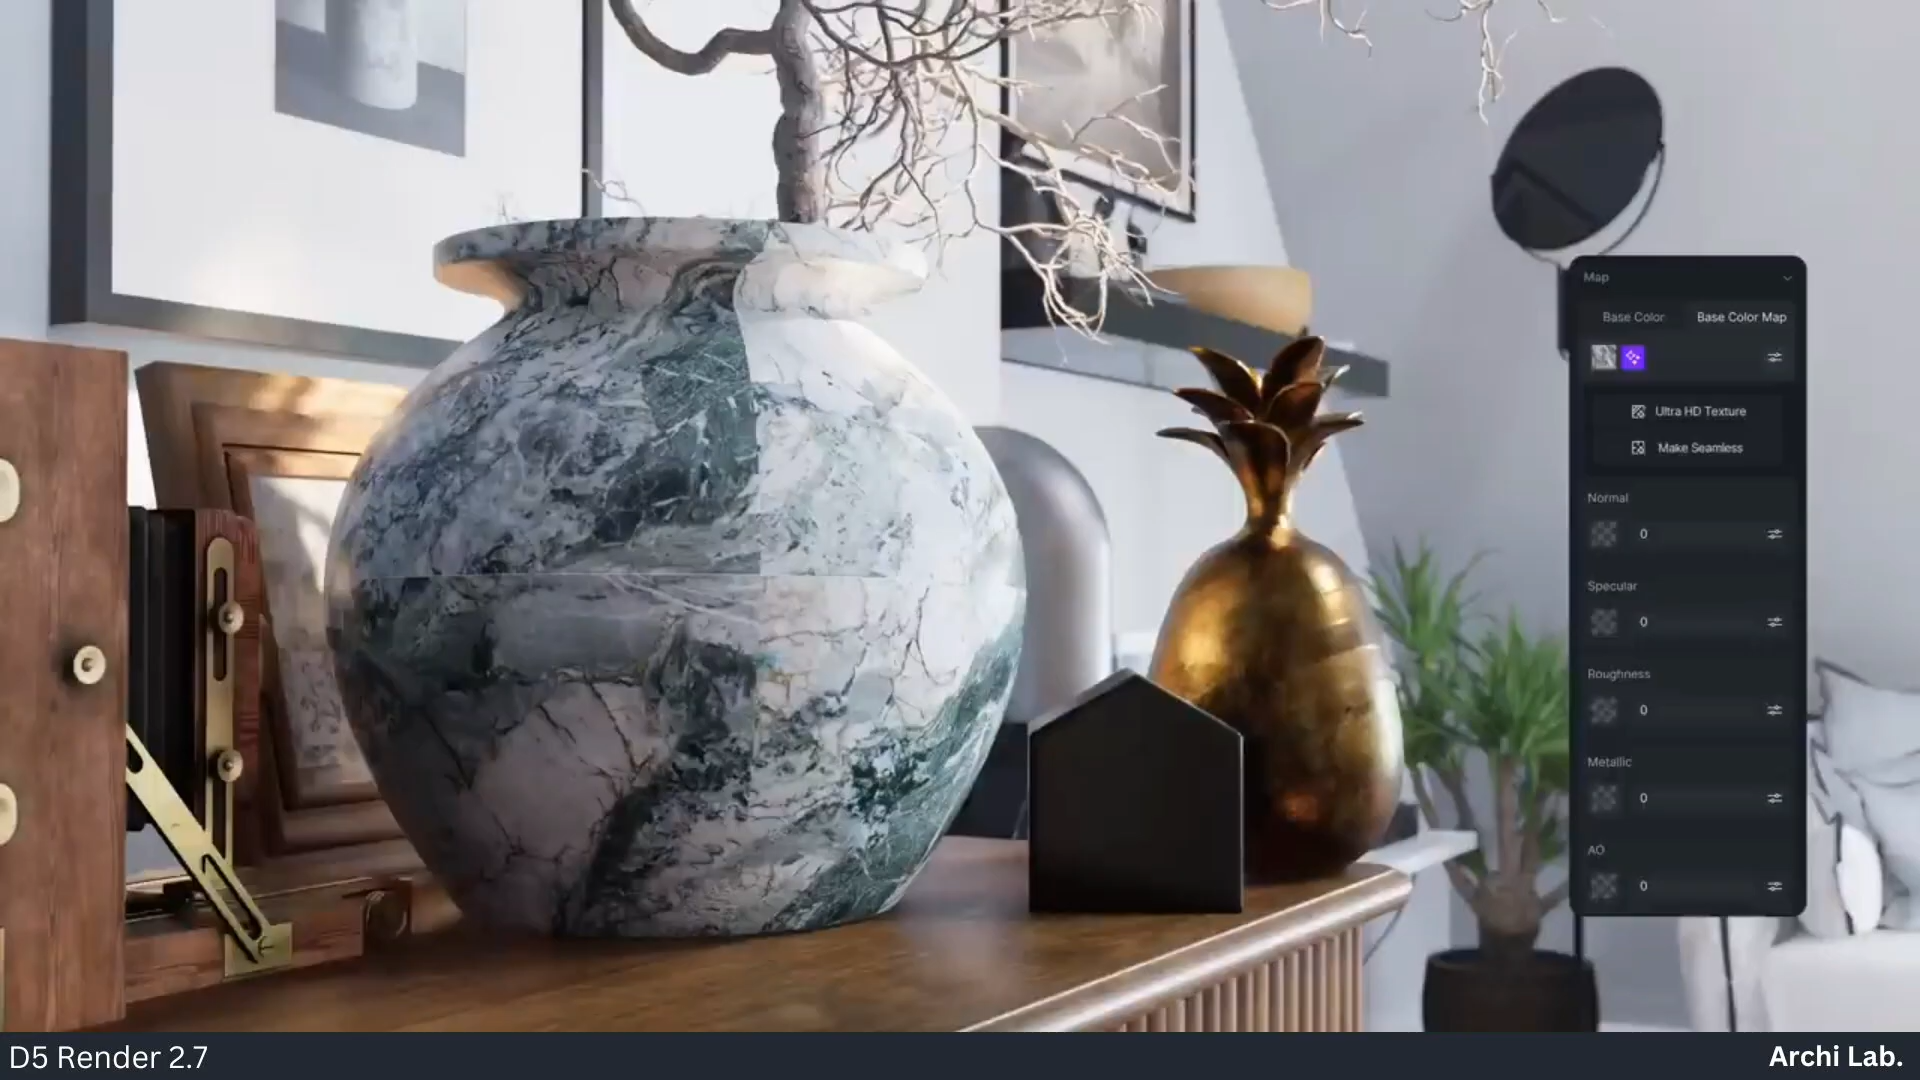 Map
Base Color Base Color Map
Ultra HD Texture
Make Seamless
Normal
0
Specular
0
Roughness
0
Metallic
0
AO
0
D5 Render 2.7
Archi Lab.